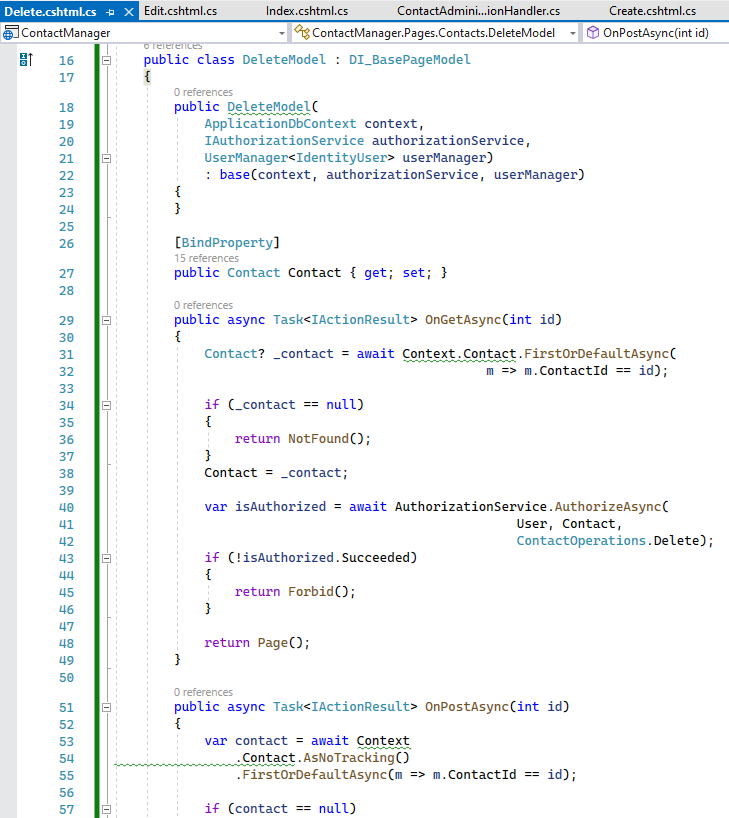 Delete.cshtml.cs Edit.cshtml.cs Index.cshtml.cs ContactAdmini...ionHandler.cs Create.cshtml.cs
ContactManager ContactManager.Pages.Contacts.DeleteModel OnPostAsync(int id)
6 references
16 public class DeleteModel : DI_BasePageModel
17 {
0 references
18 public DeleteModel(
19 ApplicationDbContext context,
20 IAuthorizationService authorizationService,
21 UserManager<IdentityUser> userManager)
22 : base(context, authorizationService, userManager)
23 {
24 }
25
26 [BindProperty]
15 references
27 public Contact Contact { get; set; }
28
0 references
29 public async Task<IActionResult> OnGetAsync(int id)
30 {
31 Contact? _contact = await Context.Contact.FirstOrDefaultAsync(
32 m => m.ContactId == id);
33
34 if (_contact == null)
35 {
36 return NotFound();
37 }
38 Contact = _contact;
39
40 var isAuthorized = await AuthorizationService.AuthorizeAsync(
41 User, Contact,
42 ContactOperations.Delete);
43 if (!isAuthorized.Succeeded)
44 {
45 return Forbid();
46 }
47
48 return Page();
49 }
50
0 references
51 public async Task<IActionResult> OnPostAsync(int id)
52 {
53 var contact = await Context
54 .Contact.AsNoTracking()
55 .FirstOrDefaultAsync(m => m.ContactId == id);
56
57 if (contact == null)